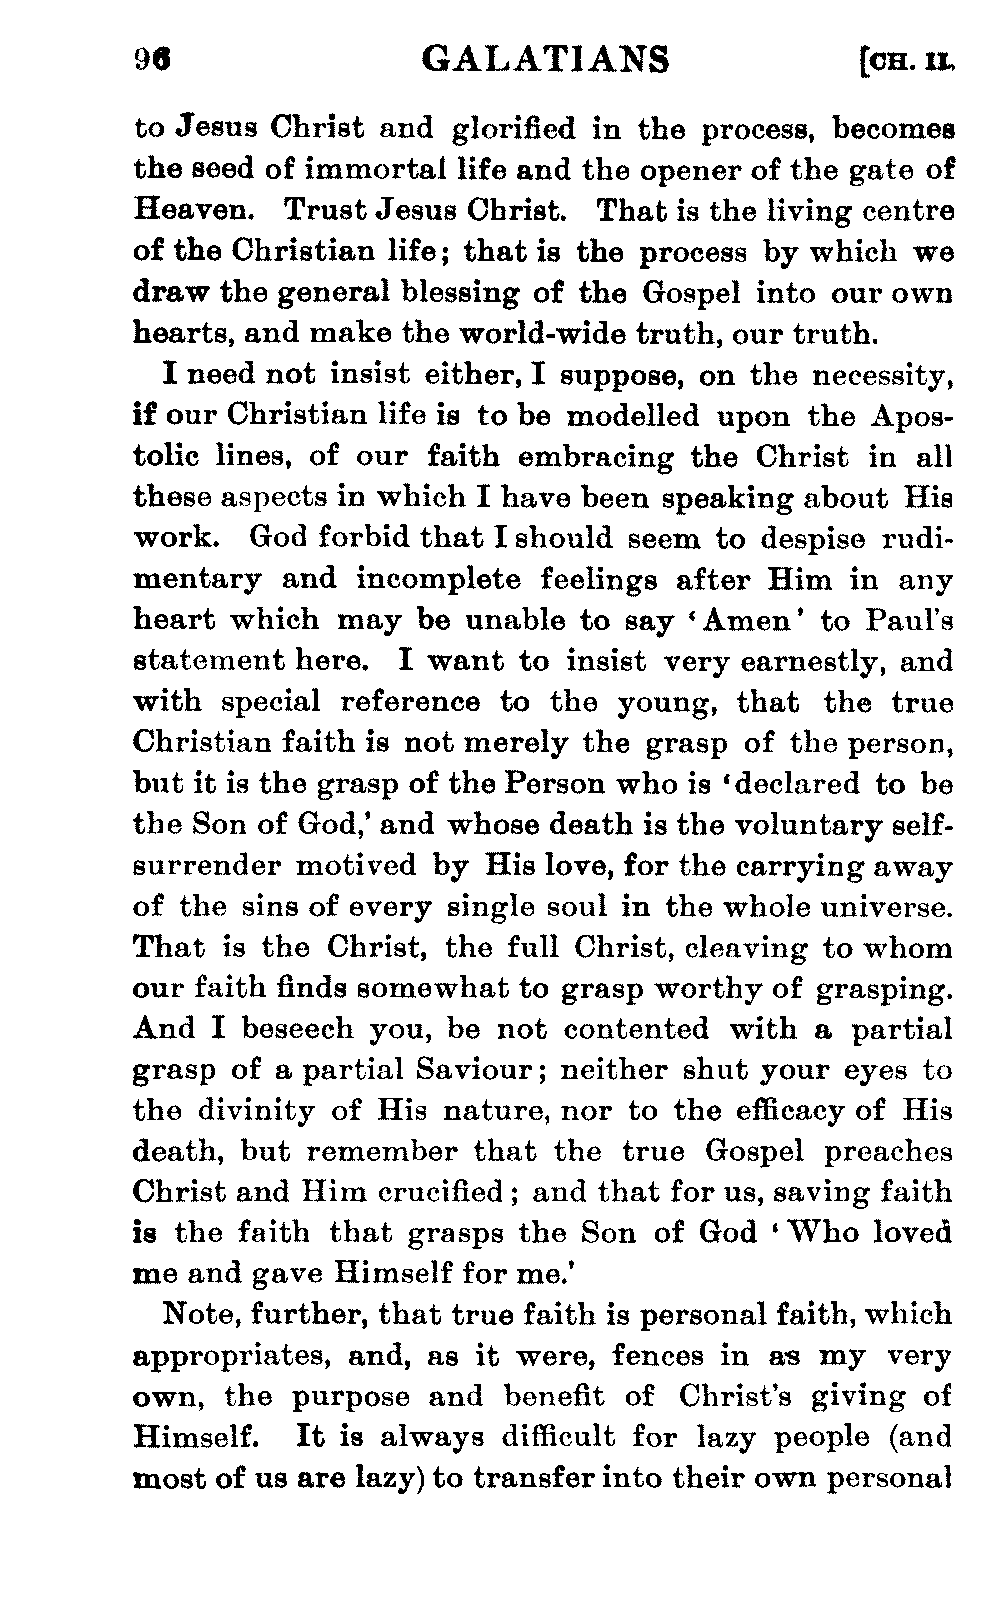 96 GALATIANS [CH. II.
to Jesus Christ and glorified in the process, becomes
the seed of immortal life and the opener of the gate of
Heaven. Trust Jesus Christ. That is the living centre
of the Christian life; that is the process by which we
draw the general blessing of the Gospel into our own
hearts, and make the world-wide truth, our truth.
I need not insist either, I suppose, on the necessity,
if our Christian life is to be modelled upon the Apos-
tolic lines, of our faith embracing the Christ in all
these aspects in which I have been speaking about His
work. God forbid that I should seem to despise rudi-
mentary and incomplete feelings after Him in any
heart which may be unable to say ‘Amen’ to Paul’s
statement here. I want to insist very earnestly, and
with special reference to the young, that the true
Christian faith is not merely the grasp of the person,
but it is the grasp of the Person who is ‘declared to be
the Son of God,’ and whose death is the voluntary self-
surrender motived by His love, for the carrying away
of the sins of every single soul in the whole universe.
That is the Christ, the full Christ, cleaving to whom
our faith finds somewhat to grasp worthy of grasping.
And I beseech you, be not contented with a partial
grasp of a partial Saviour; neither shut your eyes to
the divinity of His nature, nor to the efficacy of His
death, but remember that the true Gospel preaches
Christ and Him crucified; and that for us, saving faith
is the faith that grasps the Son of God ‘Who loved
me and gave Himself for me.’
Note, further, that true faith is personal faith, which
appropriates, and, as it were, fences in as my very
own, the purpose and benefit of Christ’s giving of
Himself. It is always difficult for lazy people (and
most of us are lazy) to transfer into their own personal